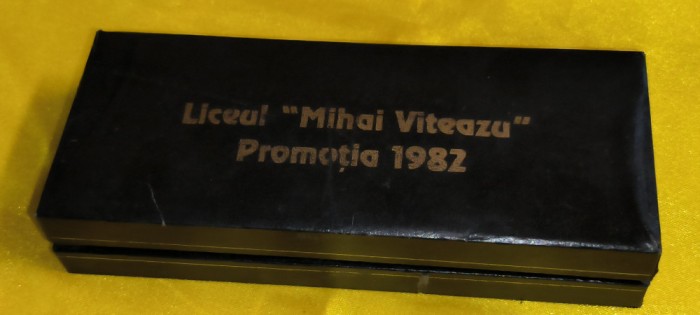 Liceul "Mihai Viteazu"
Promoția 1982